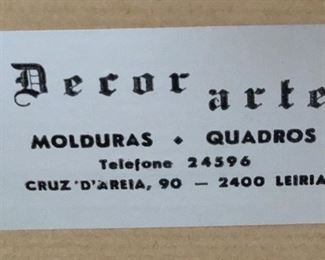 Decor arte
MOLDURAS • QUADROS
Telefone 24596
CRUZ D'AREIA, 90 — 2400 LEIRIA